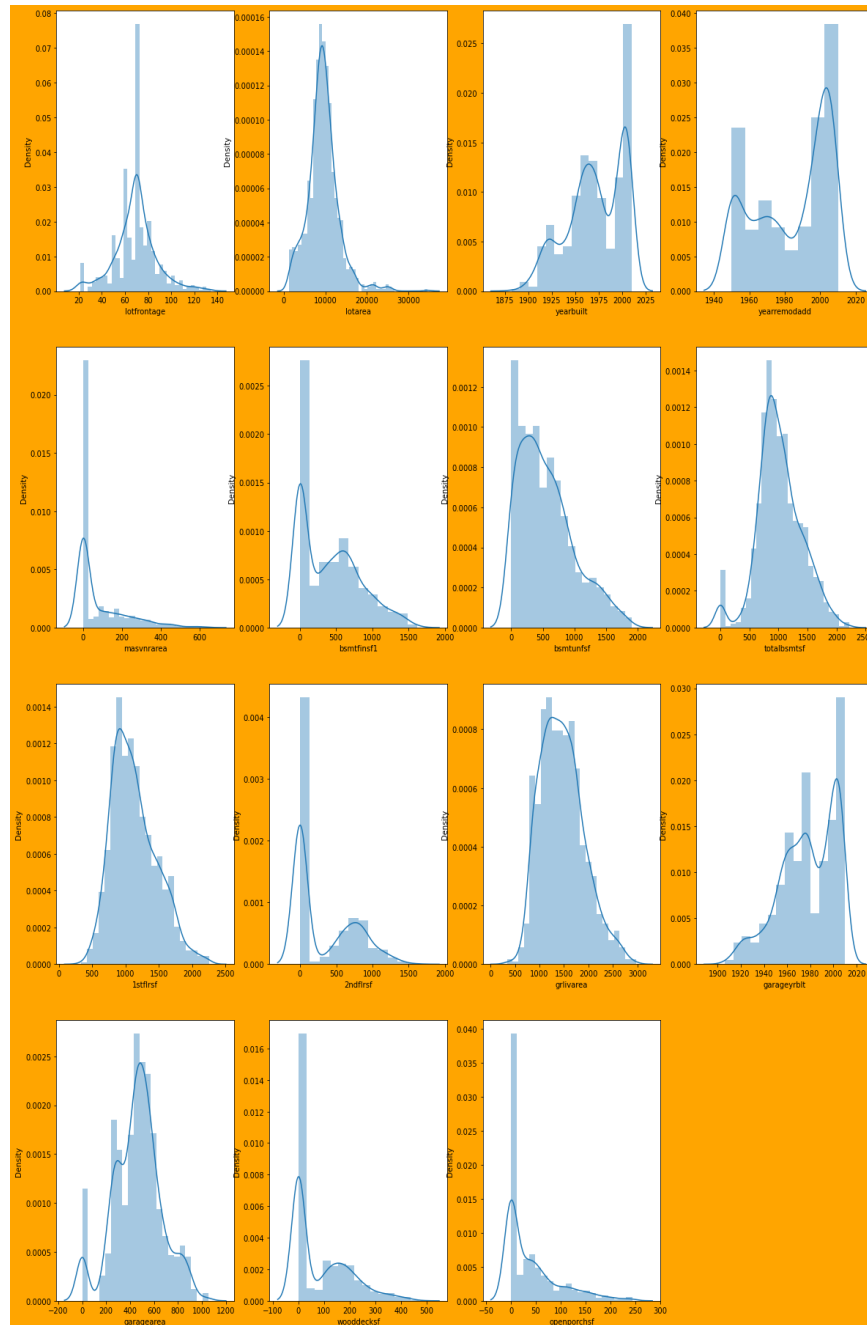 0.08
0.07
0.06
0.05
0.04
0.03
0.02
0.01
0.00
Density
20 40 60 80 100 120 140
lotfrontage
0.00016
0.00014
0.00012
0.00010
0.00008
0.00006
0.00004
0.00002
0.00000
Density
0 10000 20000 30000
lotarea
0.025
0.020
0.015
0.010
0.005
0.000
Density
1875 1900 1925 1950 1975 2000 2025
yearbuilt
0.040
0.035
0.030
0.025
0.020
0.015
0.010
0.005
0.000
Density
1940 1960 1980 2000 2020
yearremodadd
0.020
0.015
0.010
0.005
0.000
Density
0 200 400 600
masvnrarea
0.0025
0.0020
0.0015
0.0010
0.0005
0.0000
Density
0 500 1000 1500 2000
bsmtfinsf1
0.0012
0.0010
0.0008
0.0006
0.0004
0.0002
0.0000
Density
0 500 1000 1500 2000
bsmtunfsf
0.0014
0.0012
0.0010
0.0008
0.0006
0.0004
0.0002
0.0000
Density
0 500 1000 1500 2000
totalbsmtsf
0.0014
0.0012
0.0010
0.0008
0.0006
0.0004
0.0002
0.0000
Density
0 500 1000 1500 2000 2500
1stflrsf
0.004
0.003
0.002
0.001
0.000
Density
0 500 1000 1500 2000
2ndflrsf
0.0008
0.0006
0.0004
0.0002
0.0000
Density
0 500 1000 1500 2000 2500 3000
grlivarea
0.030
0.025
0.020
0.015
0.010
0.005
0.000
Density
1900 1920 1940 1960 1980 2000 2020
garageyrblt
0.0025
0.0020
0.0015
0.0010
0.0005
0.0000
Density
−200 0 200 400 600 800 1000 1200
garagearea
0.016
0.014
0.012
0.010
0.008
0.006
0.004
0.002
0.000
Density
−100 0 100 200 300 400 500
wooddecksf
0.040
0.035
0.030
0.025
0.020
0.015
0.010
0.005
0.000
Density
−50 0 50 100 150 200 250 300
openporchsf